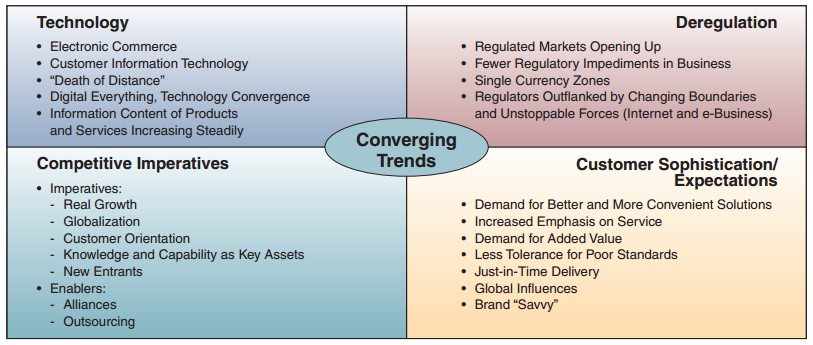 Technology
• Electronic Commerce
• Customer Information Technology
• “Death of Distance”
• Digital Everything, Technology Convergence
• Information Content of Products
and Services Increasing Steadily
Deregulation
• Regulated Markets Opening Up
• Fewer Regulatory Impediments in Business
• Single Currency Zones
• Regulators Outflanked by Changing Boundaries
and Unstoppable Forces (Internet and e-Business)
Converging
Trends
Competitive Imperatives
• Imperatives:
- Real Growth
- Globalization
- Customer Orientation
- Knowledge and Capability as Key Assets
- New Entrants
• Enablers:
- Alliances
- Outsourcing
Customer Sophistication/
Expectations
• Demand for Better and More Convenient Solutions
• Increased Emphasis on Service
• Demand for Added Value
• Less Tolerance for Poor Standards
• Just-in-Time Delivery
• Global Influences
• Brand “Savvy”